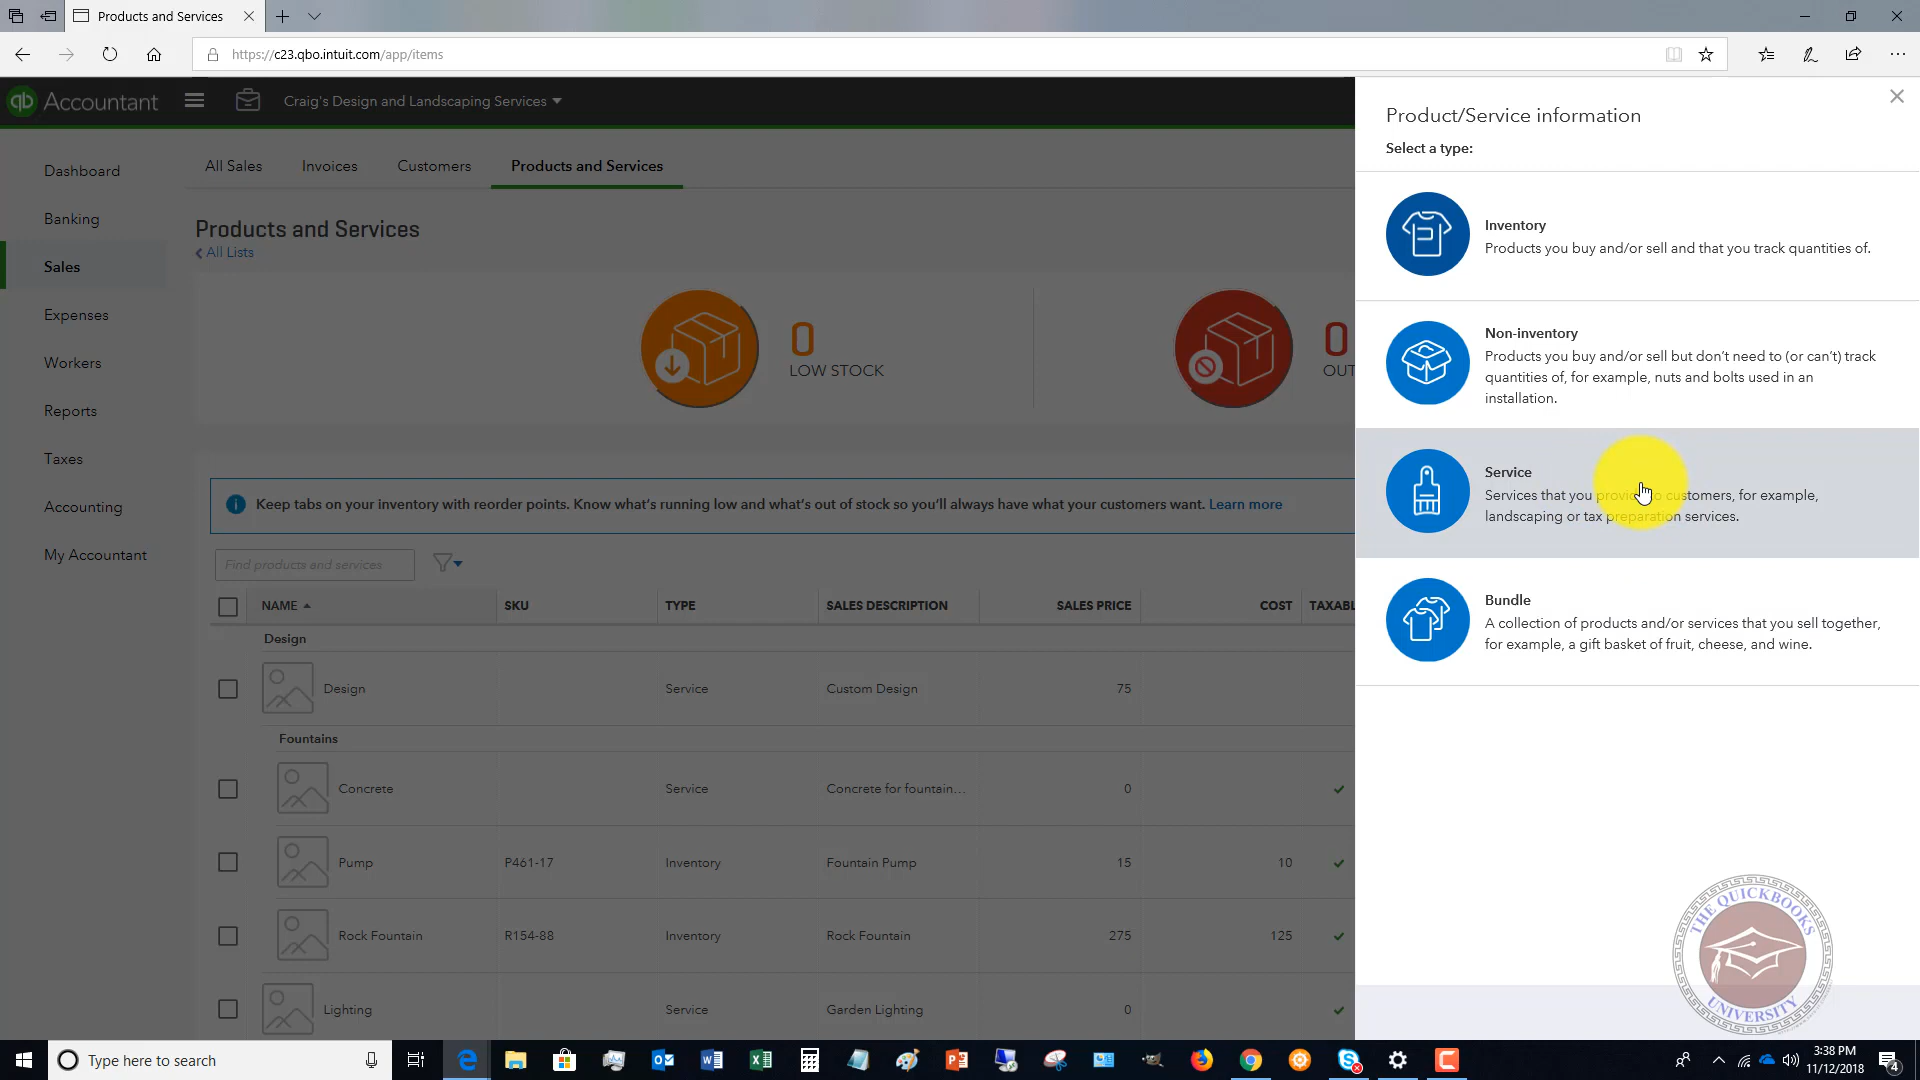 Products and Services
https://c23.qbo.intuit.com/app/items
qb Accountant
Craig's Design and Landscaping Services
Dashboard
Banking
Sales
Expenses
Workers
Reports
Taxes
Accounting
My Accountant
All Sales Invoices Customers Products and Services
Products and Services
All Lists
0
LOW STOCK
0
OUT
Keep tabs on your inventory with reorder points. Know what's running low and what's out of stock so you'll always have what your customers want. Learn more
Find products and services
NAME SKU TYPE SALES DESCRIPTION SALES PRICE COST TAXABL
Design
Design Service Custom Design 75
Fountains
Concrete Service Concrete for fountain... 0
Pump P461-17 Inventory Fountain Pump 15 10
Rock Fountain R154-88 Inventory Rock Fountain 275 125
Lighting Service Garden Lighting 0
Product/Service information
Select a type:
Inventory
Products you buy and/or sell and that you track quantities of.
Non-inventory
Products you buy and/or sell but don't need to (or can't) track
quantities of, for example, nuts and bolts used in an
installation.
Service
Services that you provide to customers, for example,
landscaping or tax preparation services.
Bundle
A collection of products and/or services that you sell together,
for example, a gift basket of fruit, cheese, and wine.
THE QUICKBOOKS
UNIVERSITY
Type here to search
3:38 PM
11/12/2018
4